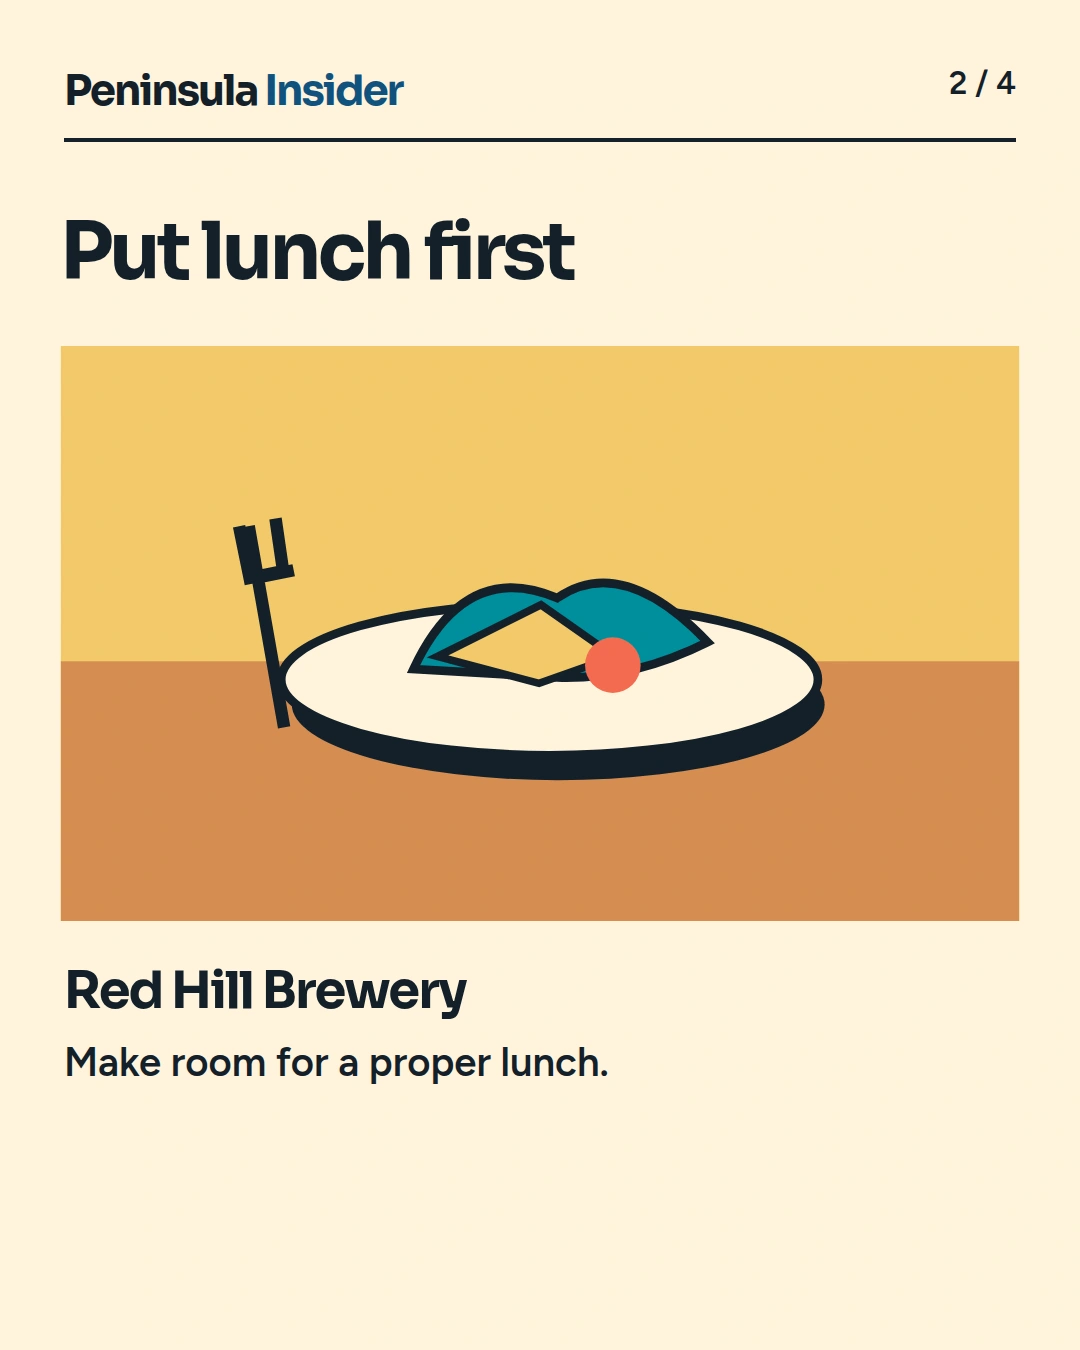 Peninsula Insider
2 / 4
Put lunch first
Red Hill Brewery
Make room for a proper lunch.